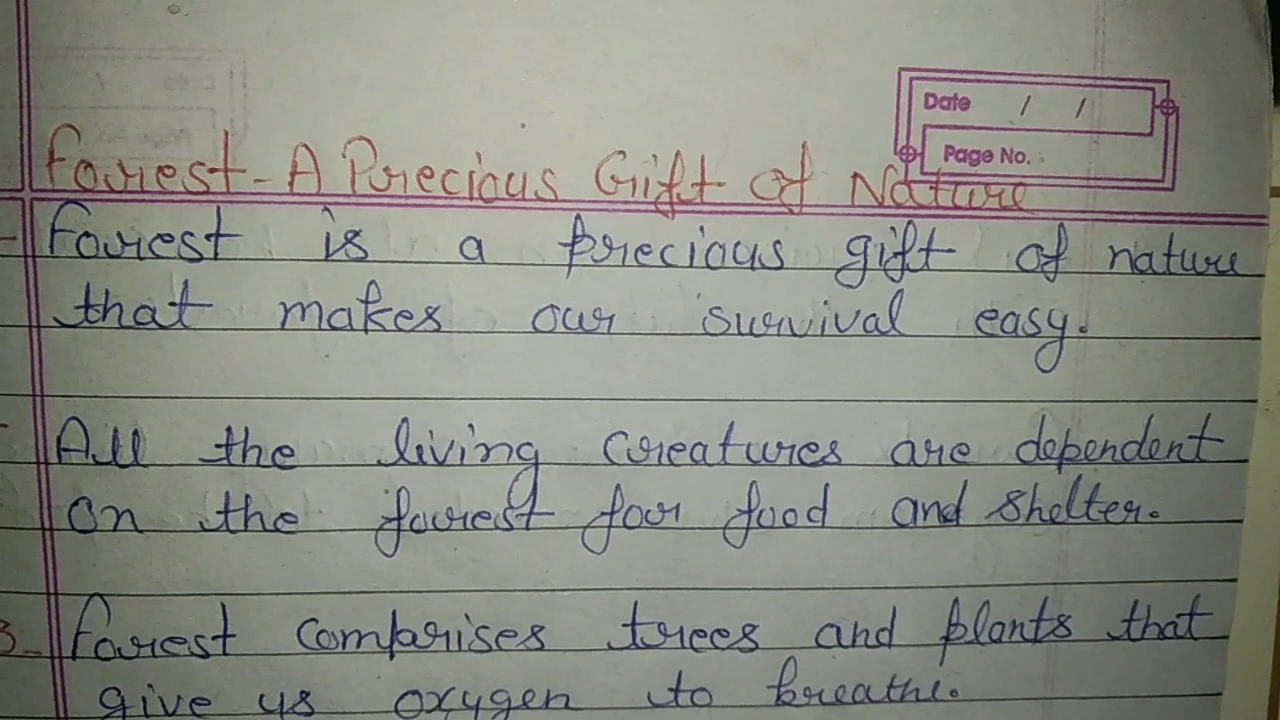 Date / /
Page No.
Forest - A Precious Gift of Nature
Forest is a precious gift of nature
that makes our survival easy.
All the living creatures are dependent
on the forest for food and shelter.
3. Forest comprises trees and plants that
give us oxygen to breathe.